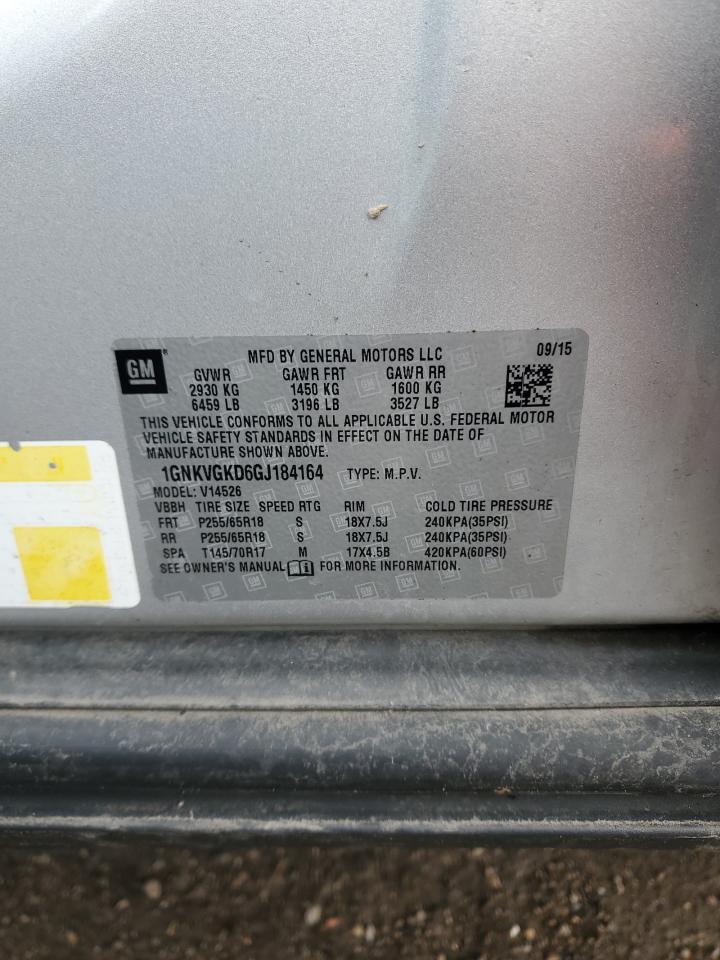 GM ® MFD BY GENERAL MOTORS LLC 09/15
GVWR GAWR FRT GAWR RR
2930 KG 1450 KG 1600 KG
6459 LB 3196 LB 3527 LB
THIS VEHICLE CONFORMS TO ALL APPLICABLE U.S. FEDERAL MOTOR
VEHICLE SAFETY STANDARDS IN EFFECT ON THE DATE OF
MANUFACTURE SHOWN ABOVE.
1GNKVGKD6GJ184164 TYPE: M.P.V.
MODEL: V14526
VBBH TIRE SIZE SPEED RTG RIM COLD TIRE PRESSURE
FRT P255/65R18 S 18X7.5J 240KPA(35PSI)
RR P255/65R18 S 18X7.5J 240KPA(35PSI)
SPA T145/70R17 M 17X4.5B 420KPA(60PSI)
SEE OWNER'S MANUAL FOR MORE INFORMATION.